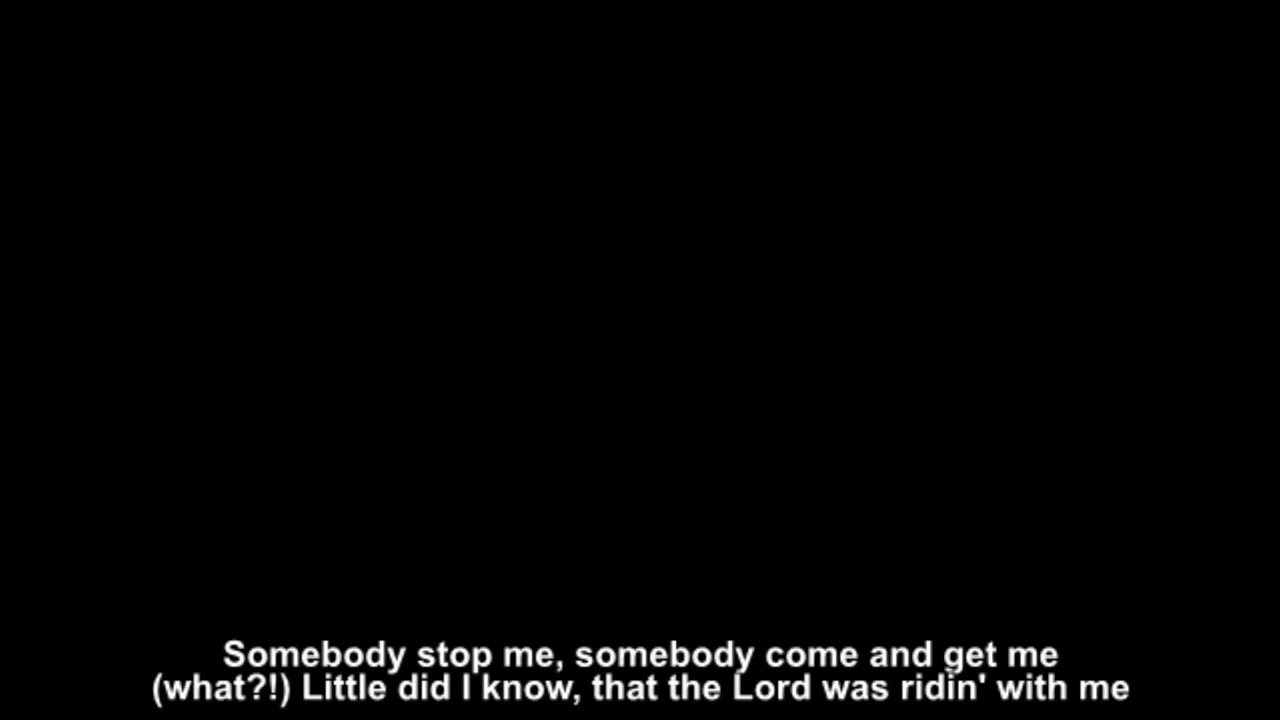 Somebody stop me, somebody come and get me
(what?!) Little did I know, that the Lord was ridin' with me